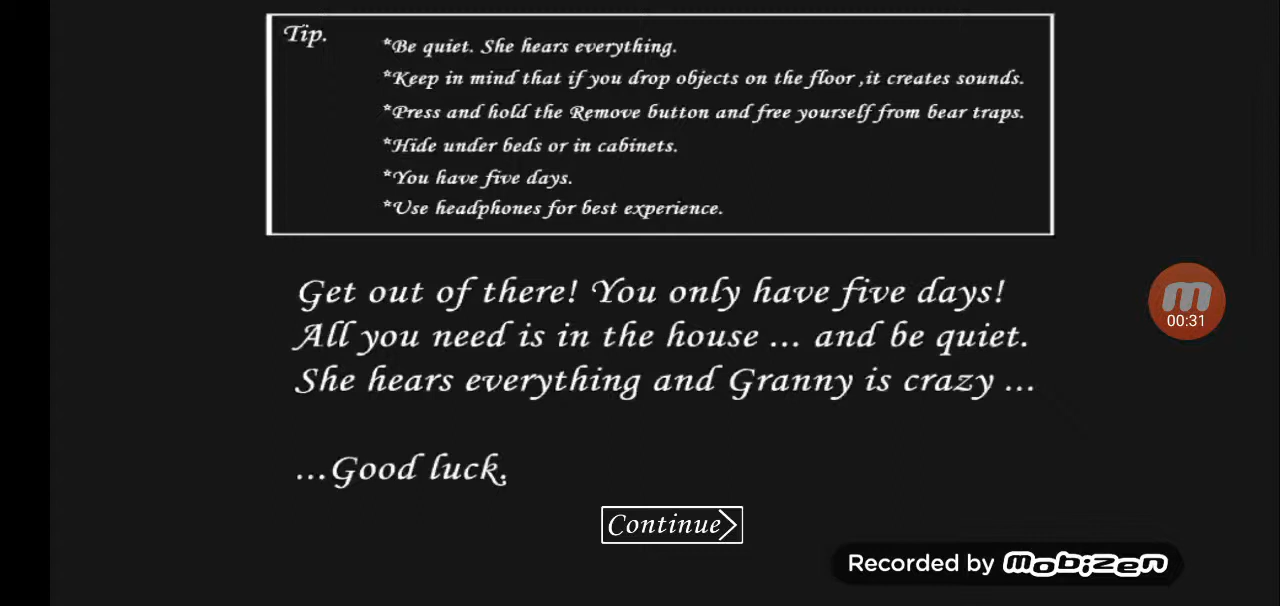 Tip.
*Be quiet. She hears everything.
*Keep in mind that if you drop objects on the floor ,it creates sounds.
*Press and hold the Remove button and free yourself from bear traps.
*Hide under beds or in cabinets.
*You have five days.
*Use headphones for best experience.
Get out of there! You only have five days!
All you need is in the house ... and be quiet.
She hears everything and Granny is crazy ...
...Good luck.
Continue
00:31
Recorded by mobizen